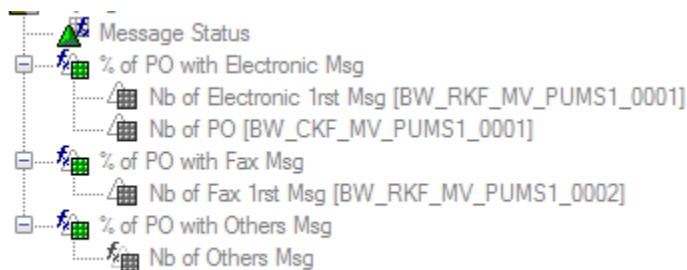 Message Status
% of PO with Electronic Msg
Nb of Electronic 1rst Msg [BW_RKF_MV_PUMS1_0001]
Nb of PO [BW_CKF_MV_PUMS1_0001]
% of PO with Fax Msg
Nb of Fax 1rst Msg [BW_RKF_MV_PUMS1_0002]
% of PO with Others Msg
Nb of Others Msg